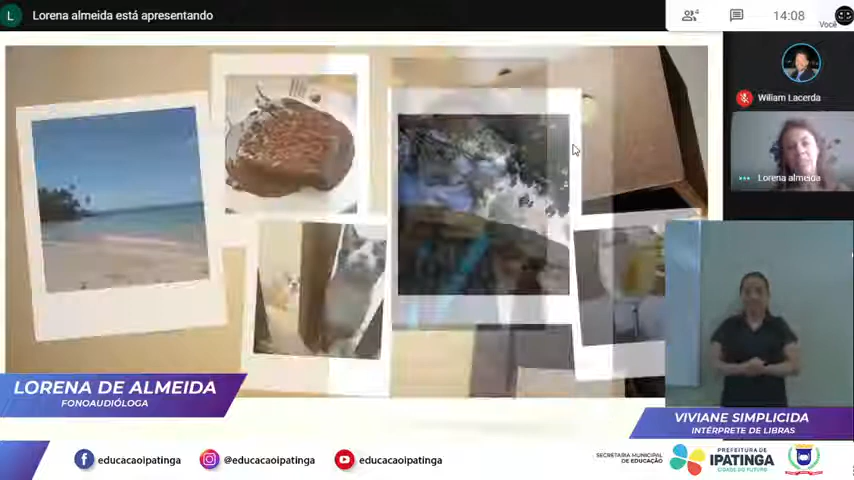 L
Lorena almeida está apresentando
4
14:08
Você
Wiliam Lacerda
Lorena almeida
LORENA DE ALMEIDA
FONOAUDIÓLOGA
VIVIANE SIMPLICIDA
INTÉRPRETE DE LIBRAS
educacaoipatinga
@educacaoipatinga
educacaoipatinga
SECRETARIA MUNICIPAL
DE EDUCAÇÃO
PREFEITURA DE
IPATINGA
CIDADE DO FUTURO